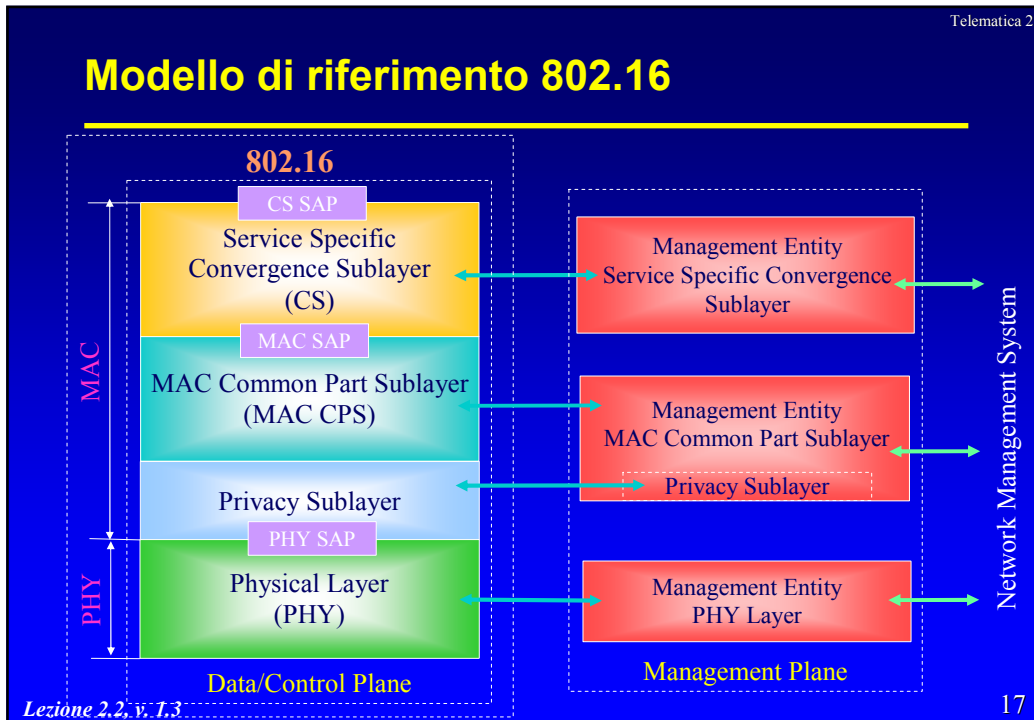 Telematica 2
Modello di riferimento 802.16
802.16
CS SAP
Service Specific
Convergence Sublayer
(CS)
MAC SAP
MAC Common Part Sublayer
(MAC CPS)
Privacy Sublayer
PHY SAP
Physical Layer
(PHY)
Data/Control Plane
MAC
PHY
Management Entity
Service Specific Convergence
Sublayer
Management Entity
MAC Common Part Sublayer
Privacy Sublayer
Management Entity
PHY Layer
Management Plane
Network Management System
Lezione 2.2, v. 1.3
17